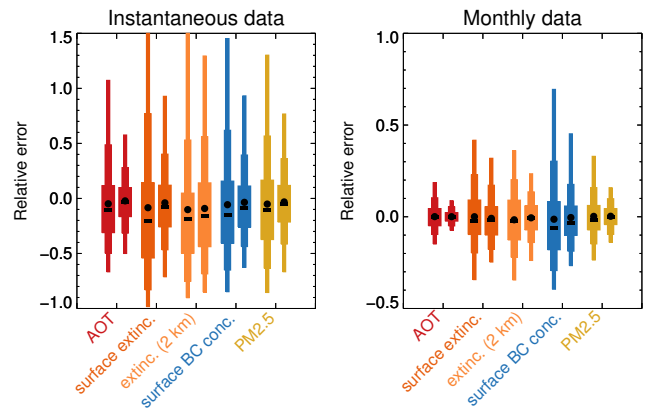 Instantaneous data
Relative error
1.5
1.0
0.5
0.0
−0.5
−1.0
AOT
surface extinc.
extinc. (2 km)
surface BC conc.
PM2.5
Monthly data
Relative error
1.0
0.5
0.0
−0.5
AOT
surface extinc.
extinc. (2 km)
surface BC conc.
PM2.5